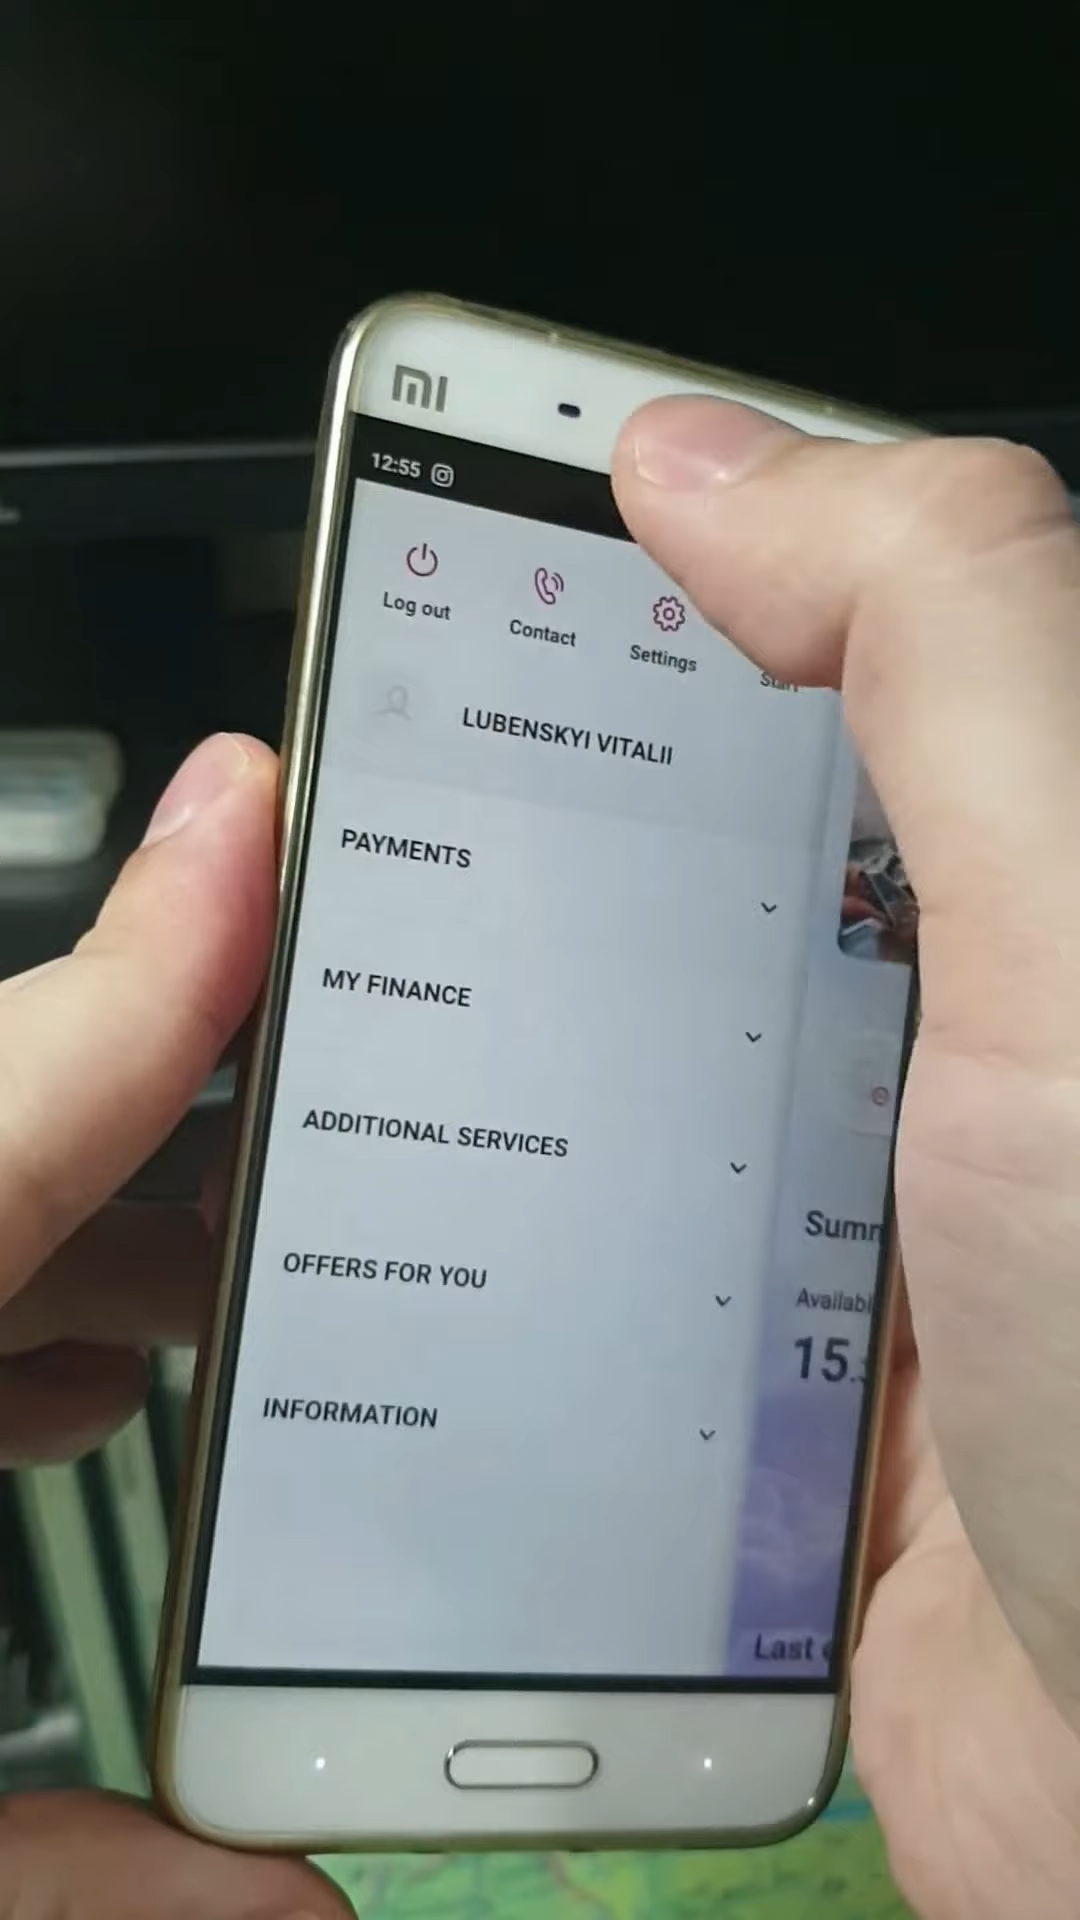 MI
12:55
Log out
Contact
Settings
Start
LUBENSKYI VITALII
PAYMENTS
MY FINANCE
ADDITIONAL SERVICES
OFFERS FOR YOU
INFORMATION
Summ
Availabl
15.
Last